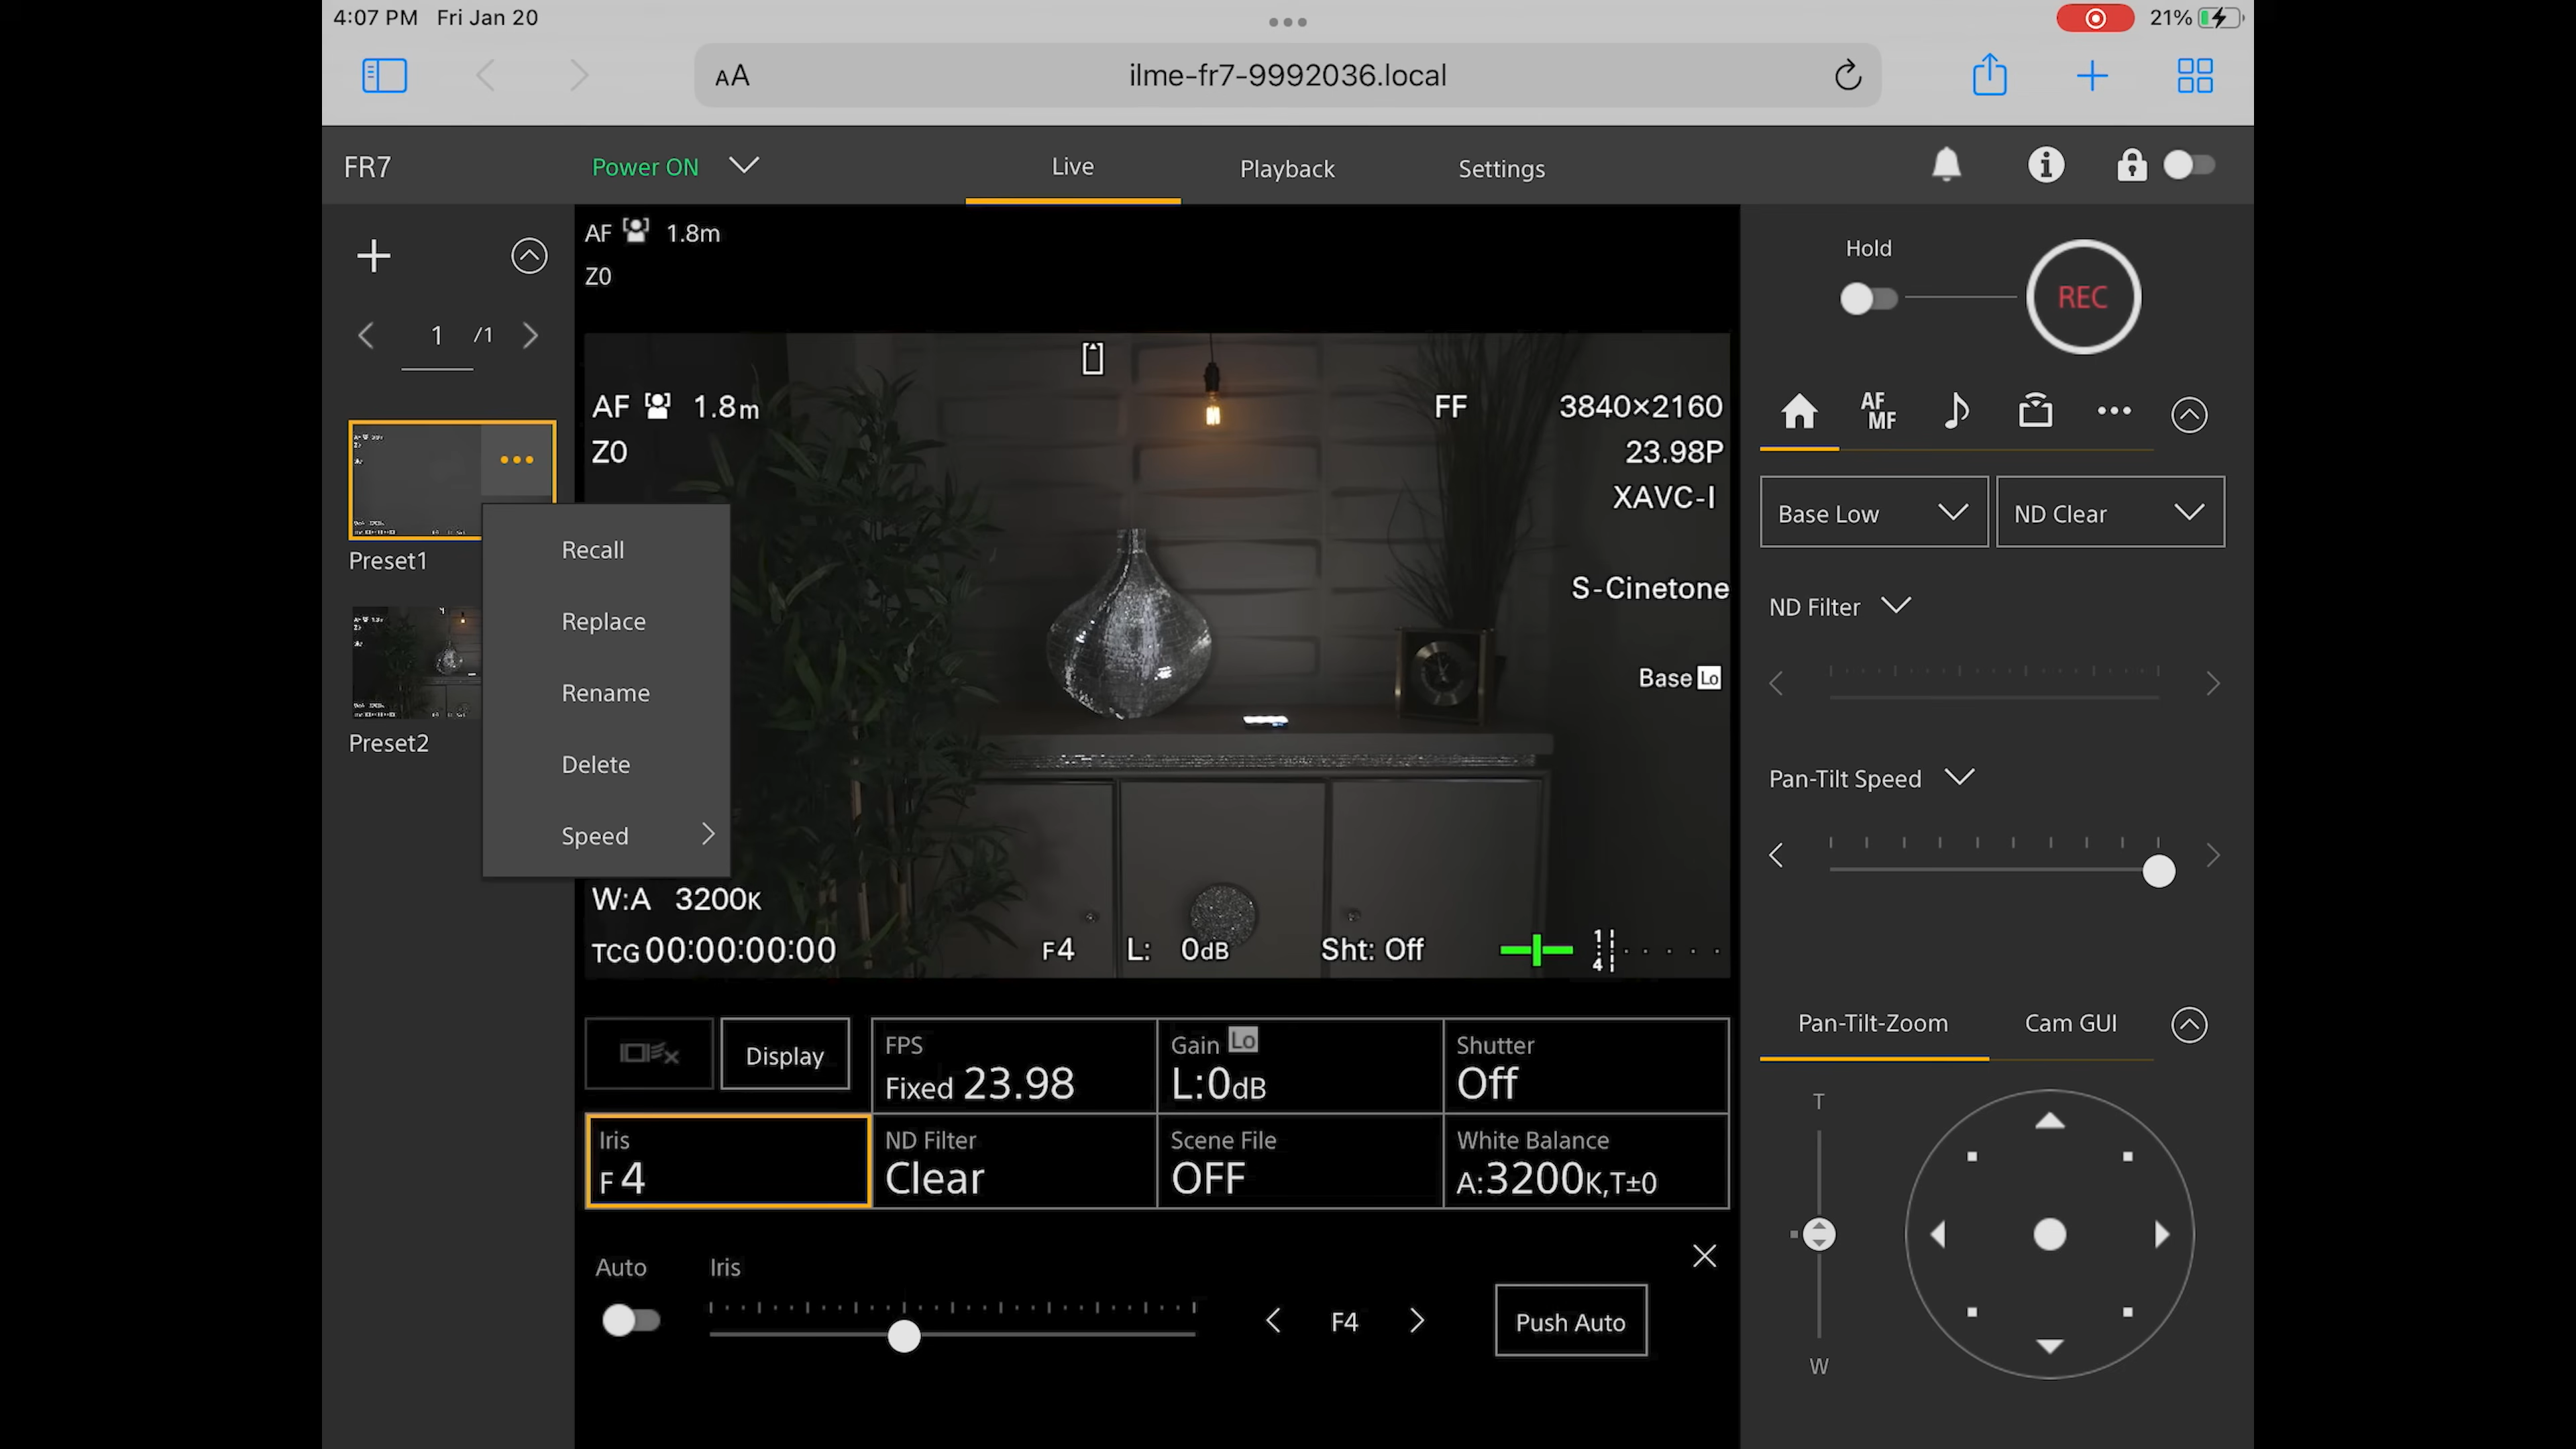 4:07 PM Fri Jan 20
21%
AA
ilme-fr7-9992036.local
FR7
Power ON
Live
Playback
Settings
1 /1
Preset1
Preset2
Recall
Replace
Rename
Delete
Speed
AF 1.8m
Z0
AF 1.8m
Z0
FF
3840×2160
23.98P
XAVC-I
S-Cinetone
Base Lo
W:A 3200K
TCG 00:00:00:00
F4
L: 0dB
Sht: Off
1
4
Display
FPS
Fixed 23.98
Gain Lo
L:0dB
Shutter
Off
Iris
F 4
ND Filter
Clear
Scene File
OFF
White Balance
A:3200K,T±0
Auto
Iris
F4
Push Auto
Hold
REC
AF
MF
Base Low
ND Clear
ND Filter
Pan-Tilt Speed
Pan-Tilt-Zoom
Cam GUI
T
W